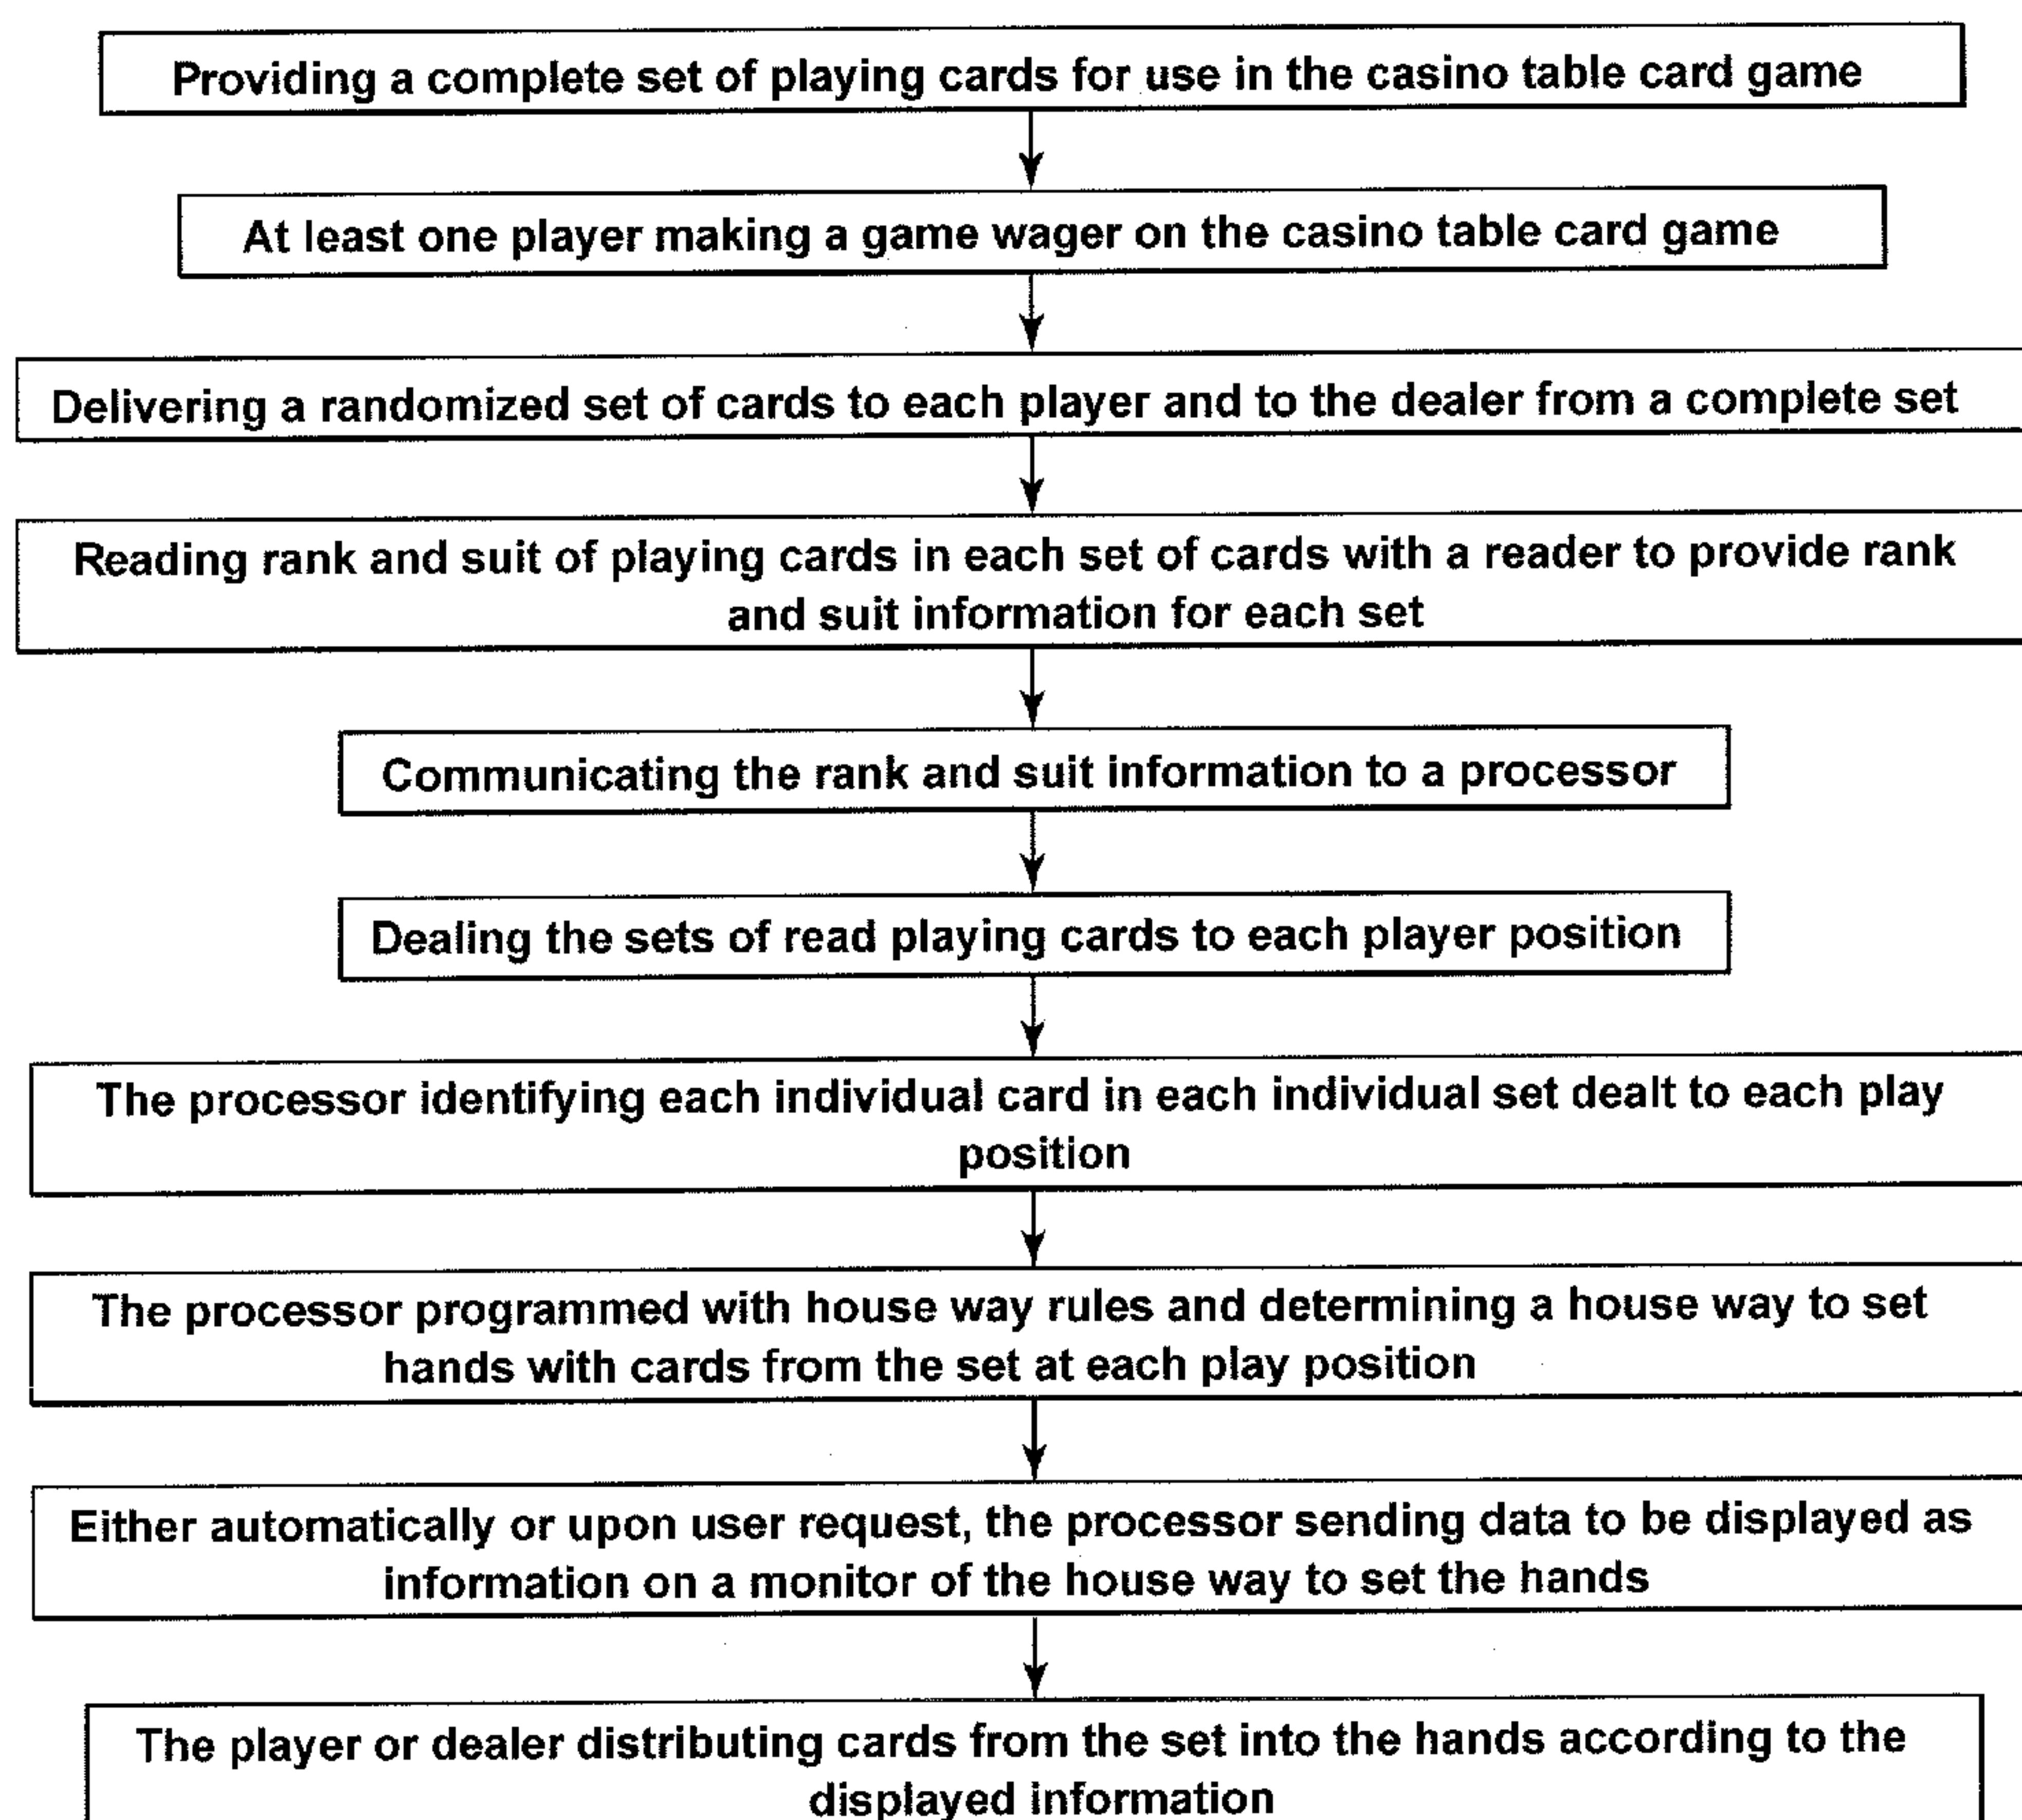 Providing a complete set of playing cards for use in the casino table card game
At least one player making a game wager on the casino table card game
Delivering a randomized set of cards to each player and to the dealer from a complete set
Reading rank and suit of playing cards in each set of cards with a reader to provide rank
and suit information for each set
Communicating the rank and suit information to a processor
Dealing the sets of read playing cards to each player position
The processor identifying each individual card in each individual set dealt to each play
position
The processor programmed with house way rules and determining a house way to set
hands with cards from the set at each play position
Either automatically or upon user request, the processor sending data to be displayed as
information on a monitor of the house way to set the hands
The player or dealer distributing cards from the set into the hands according to the
displayed information